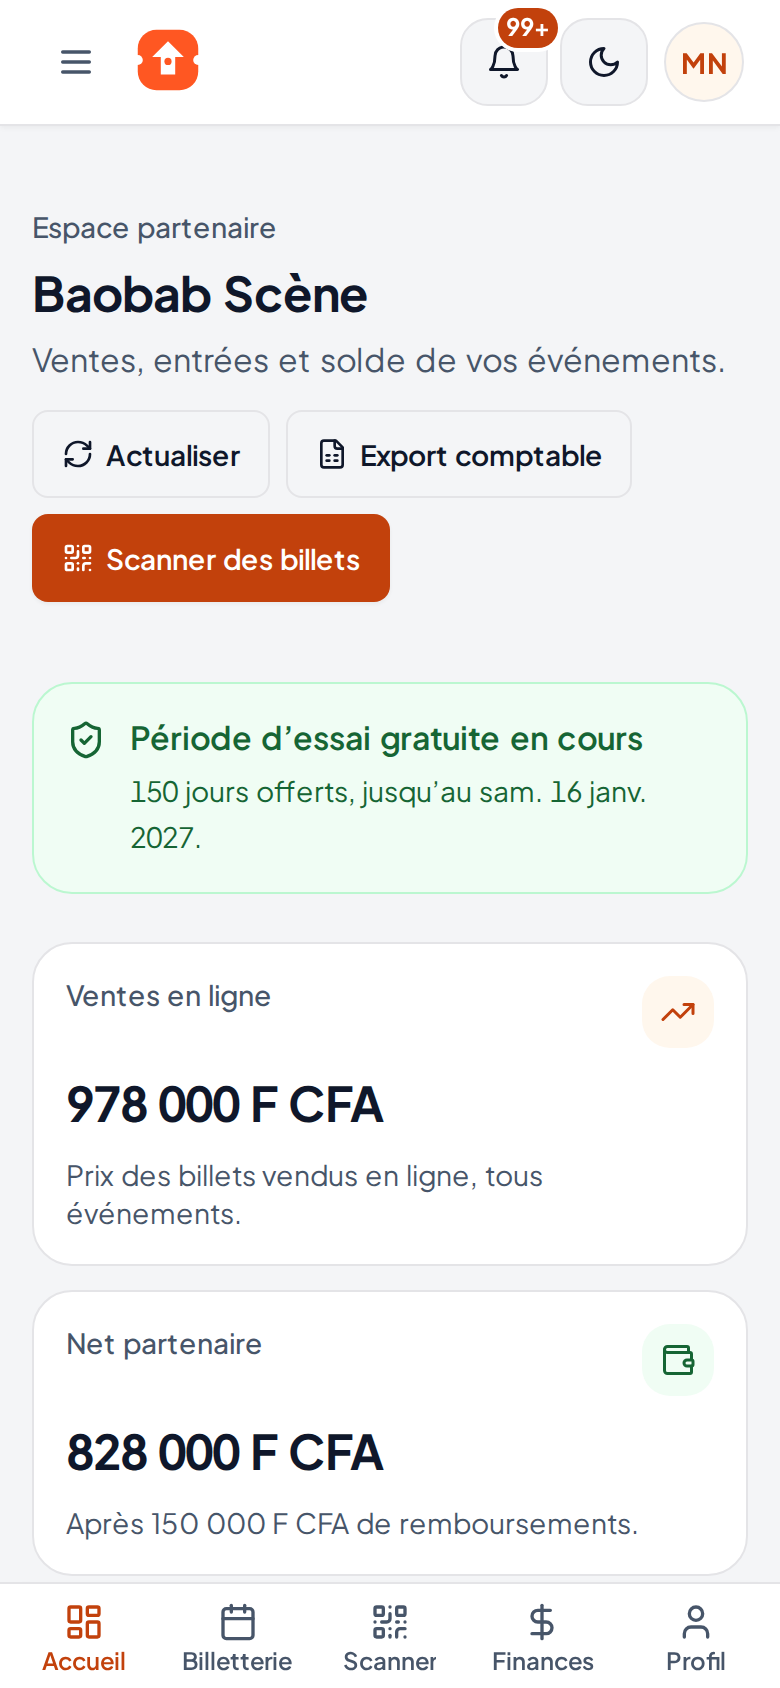 99+
MN
Espace partenaire
Baobab Scène
Ventes, entrées et solde de vos événements.
Actualiser
Export comptable
Scanner des billets
Période d’essai gratuite en cours
150 jours offerts, jusqu’au sam. 16 janv.
2027.
Ventes en ligne
978 000 F CFA
Prix des billets vendus en ligne, tous
événements.
Net partenaire
828 000 F CFA
Après 150 000 F CFA de remboursements.
Accueil
Billetterie
Scanner
Finances
Profil